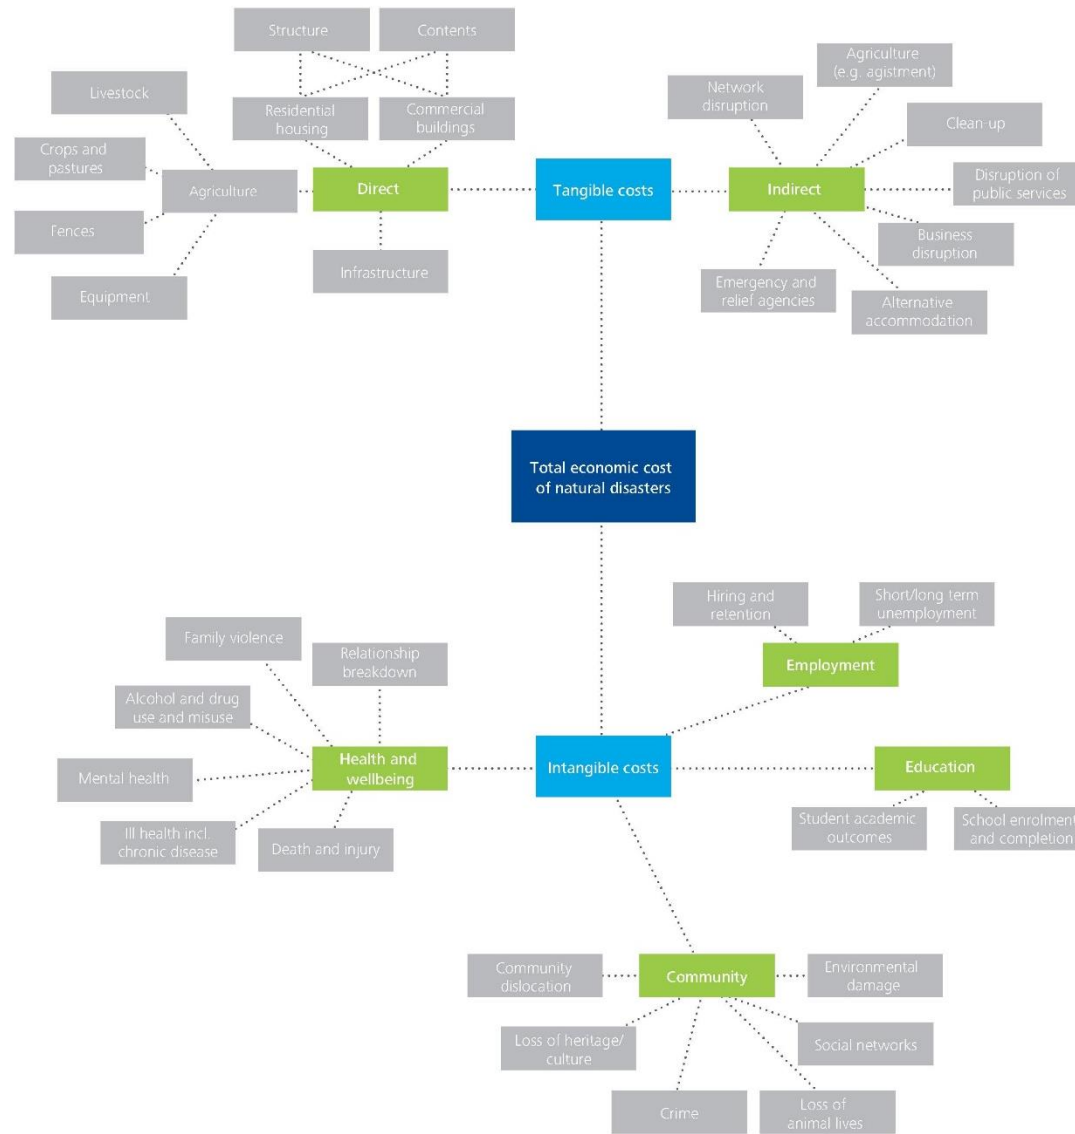 Structure
Contents
Agriculture
(e.g. agistment)
Network
disruption
Livestock
Residential
housing
Commercial
buildings
Clean-up
Crops and
pastures
Agriculture
Direct
Tangible costs
Indirect
Disruption of
public services
Fences
Business
disruption
Infrastructure
Emergency and
relief agencies
Equipment
Alternative
accommodation
Total economic cost
of natural disasters
Hiring and
retention
Short/long term
unemployment
Family violence
Relationship
breakdown
Employment
Alcohol and drug
use and misuse
Mental health
Health and
wellbeing
Intangible costs
Education
Ill health incl.
chronic disease
Death and injury
Student academic
outcomes
School enrolment
and completion
Community
dislocation
Community
Environmental
damage
Loss of heritage/
culture
Social networks
Crime
Loss of
animal lives